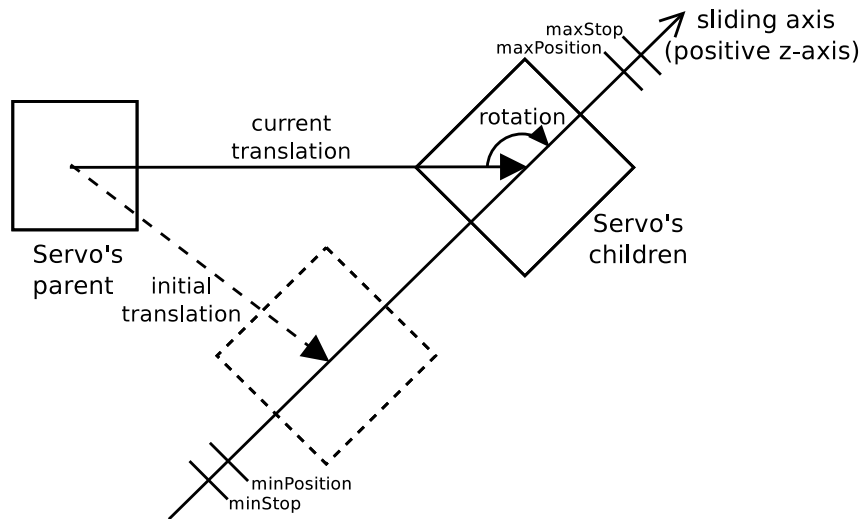 maxStop
maxPosition
sliding axis
(positive z-axis)
current
translation
rotation
Servo's
parent
Servo's
children
initial
translation
minPosition
minStop